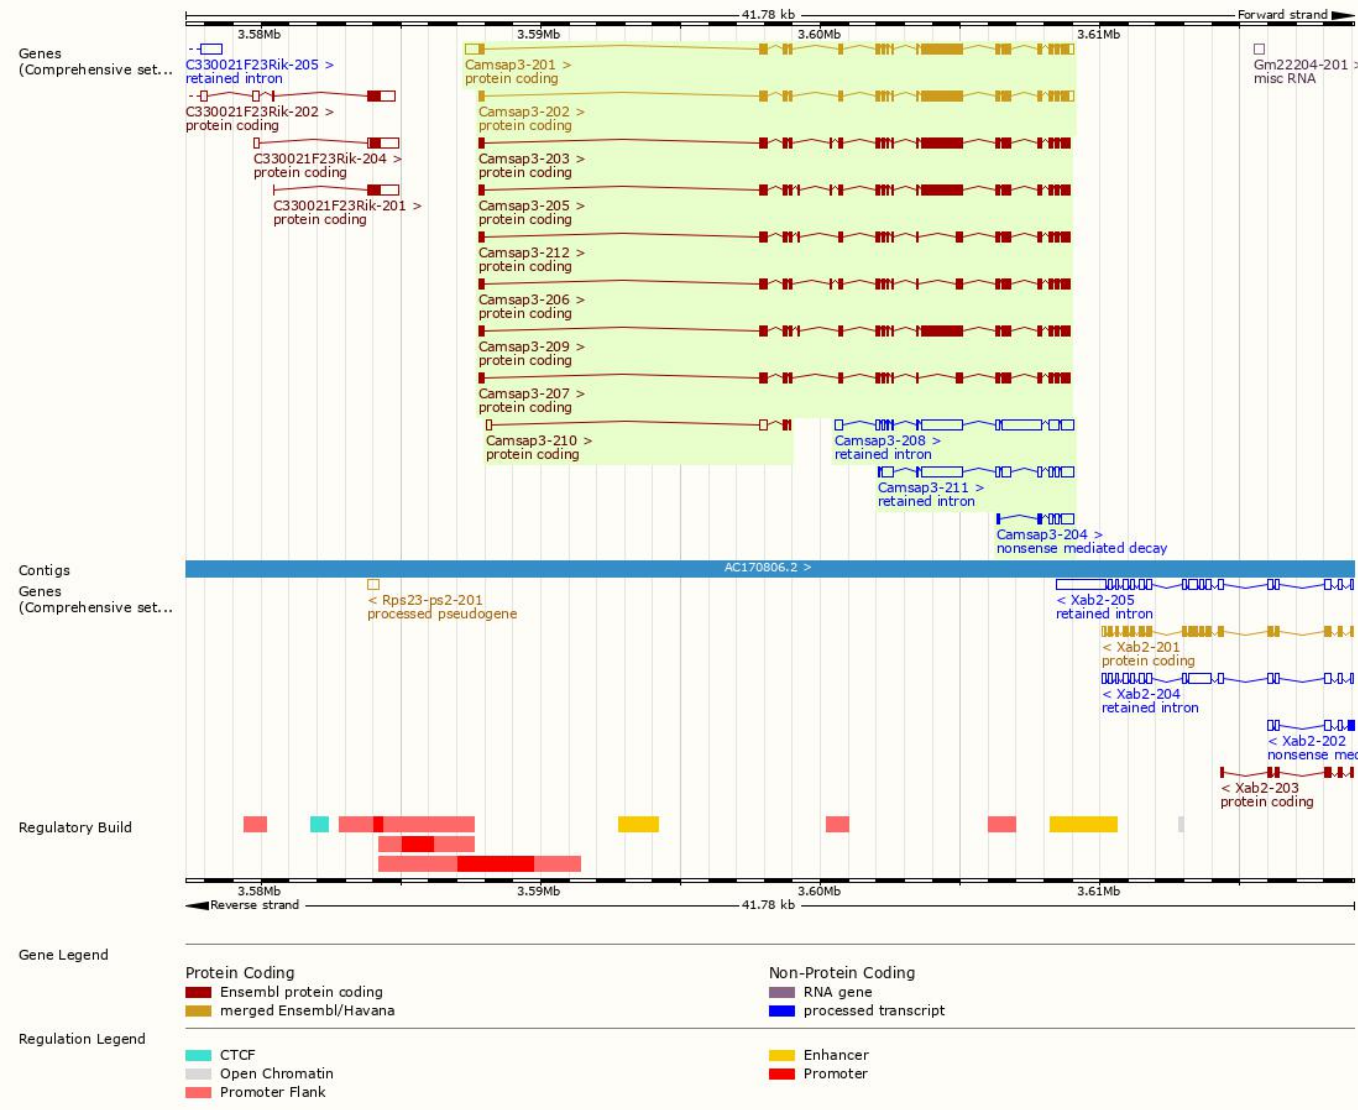 41.78 kb
Forward strand
3.58Mb
3.59Mb
3.60Mb
3.61Mb
Genes
(Comprehensive set...
C330021F23Rik-205 >
retained intron
C330021F23Rik-202 >
protein coding
C330021F23Rik-204 >
protein coding
C330021F23Rik-201 >
protein coding
Camsap3-201 >
protein coding
Camsap3-202 >
protein coding
Camsap3-203 >
protein coding
Camsap3-205 >
protein coding
Camsap3-212 >
protein coding
Camsap3-206 >
protein coding
Camsap3-209 >
protein coding
Camsap3-207 >
protein coding
Camsap3-210 >
protein coding
Camsap3-208 >
retained intron
Camsap3-211 >
retained intron
Camsap3-204 >
nonsense mediated decay
Gm22204-201 >
misc RNA
Contigs
AC170806.2 >
Genes
(Comprehensive set...
< Rps23-ps2-201
processed pseudogene
< Xab2-205
retained intron
< Xab2-201
protein coding
< Xab2-204
retained intron
< Xab2-202
nonsense med
< Xab2-203
protein coding
Regulatory Build
3.58Mb
3.59Mb
3.60Mb
3.61Mb
Reverse strand
41.78 kb
Gene Legend
Protein Coding
Ensembl protein coding
merged Ensembl/Havana
Non-Protein Coding
RNA gene
processed transcript
Regulation Legend
CTCF
Open Chromatin
Promoter Flank
Enhancer
Promoter